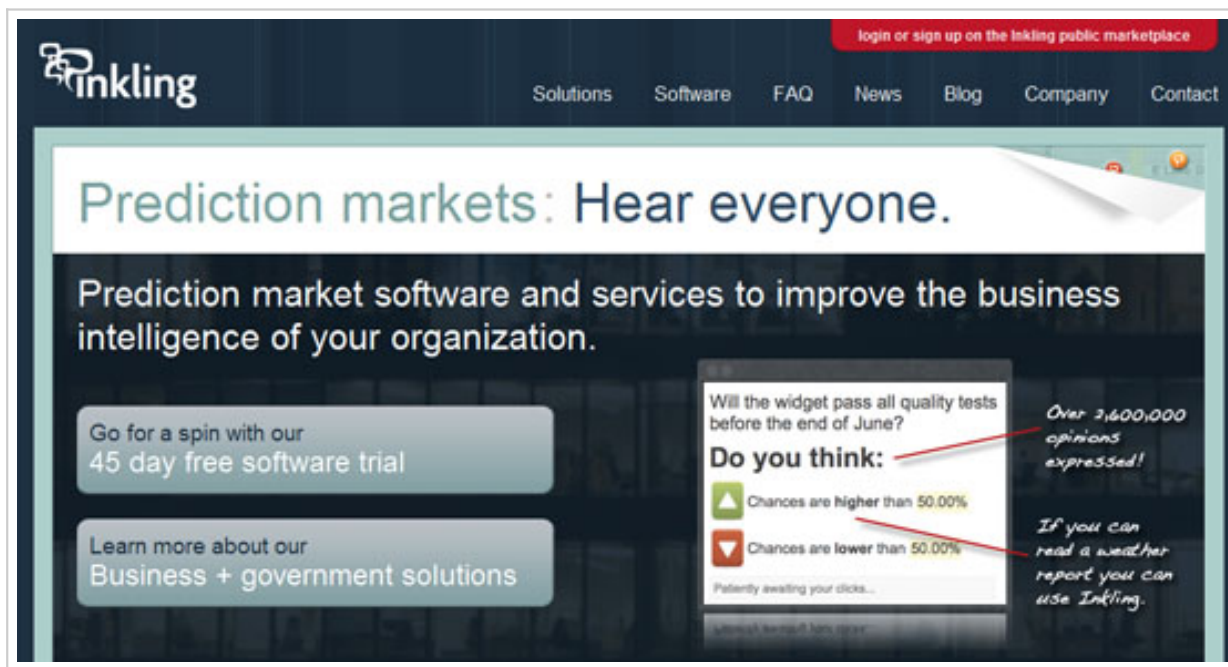 login or sign up on the Inkling public marketplace
inkling
Solutions Software FAQ News Blog Company Contact
Prediction markets: Hear everyone.
Prediction market software and services to improve the business
intelligence of your organization.
Go for a spin with our
45 day free software trial
Learn more about our
Business + government solutions
Will the widget pass all quality tests
before the end of June?
Do you think:
Chances are higher than 50.00%
Chances are lower than 50.00%
Patiently awaiting your clicks...
Over 2,600,000
opinions
expressed!
If you can
read a weather
report you can
use Inkling.